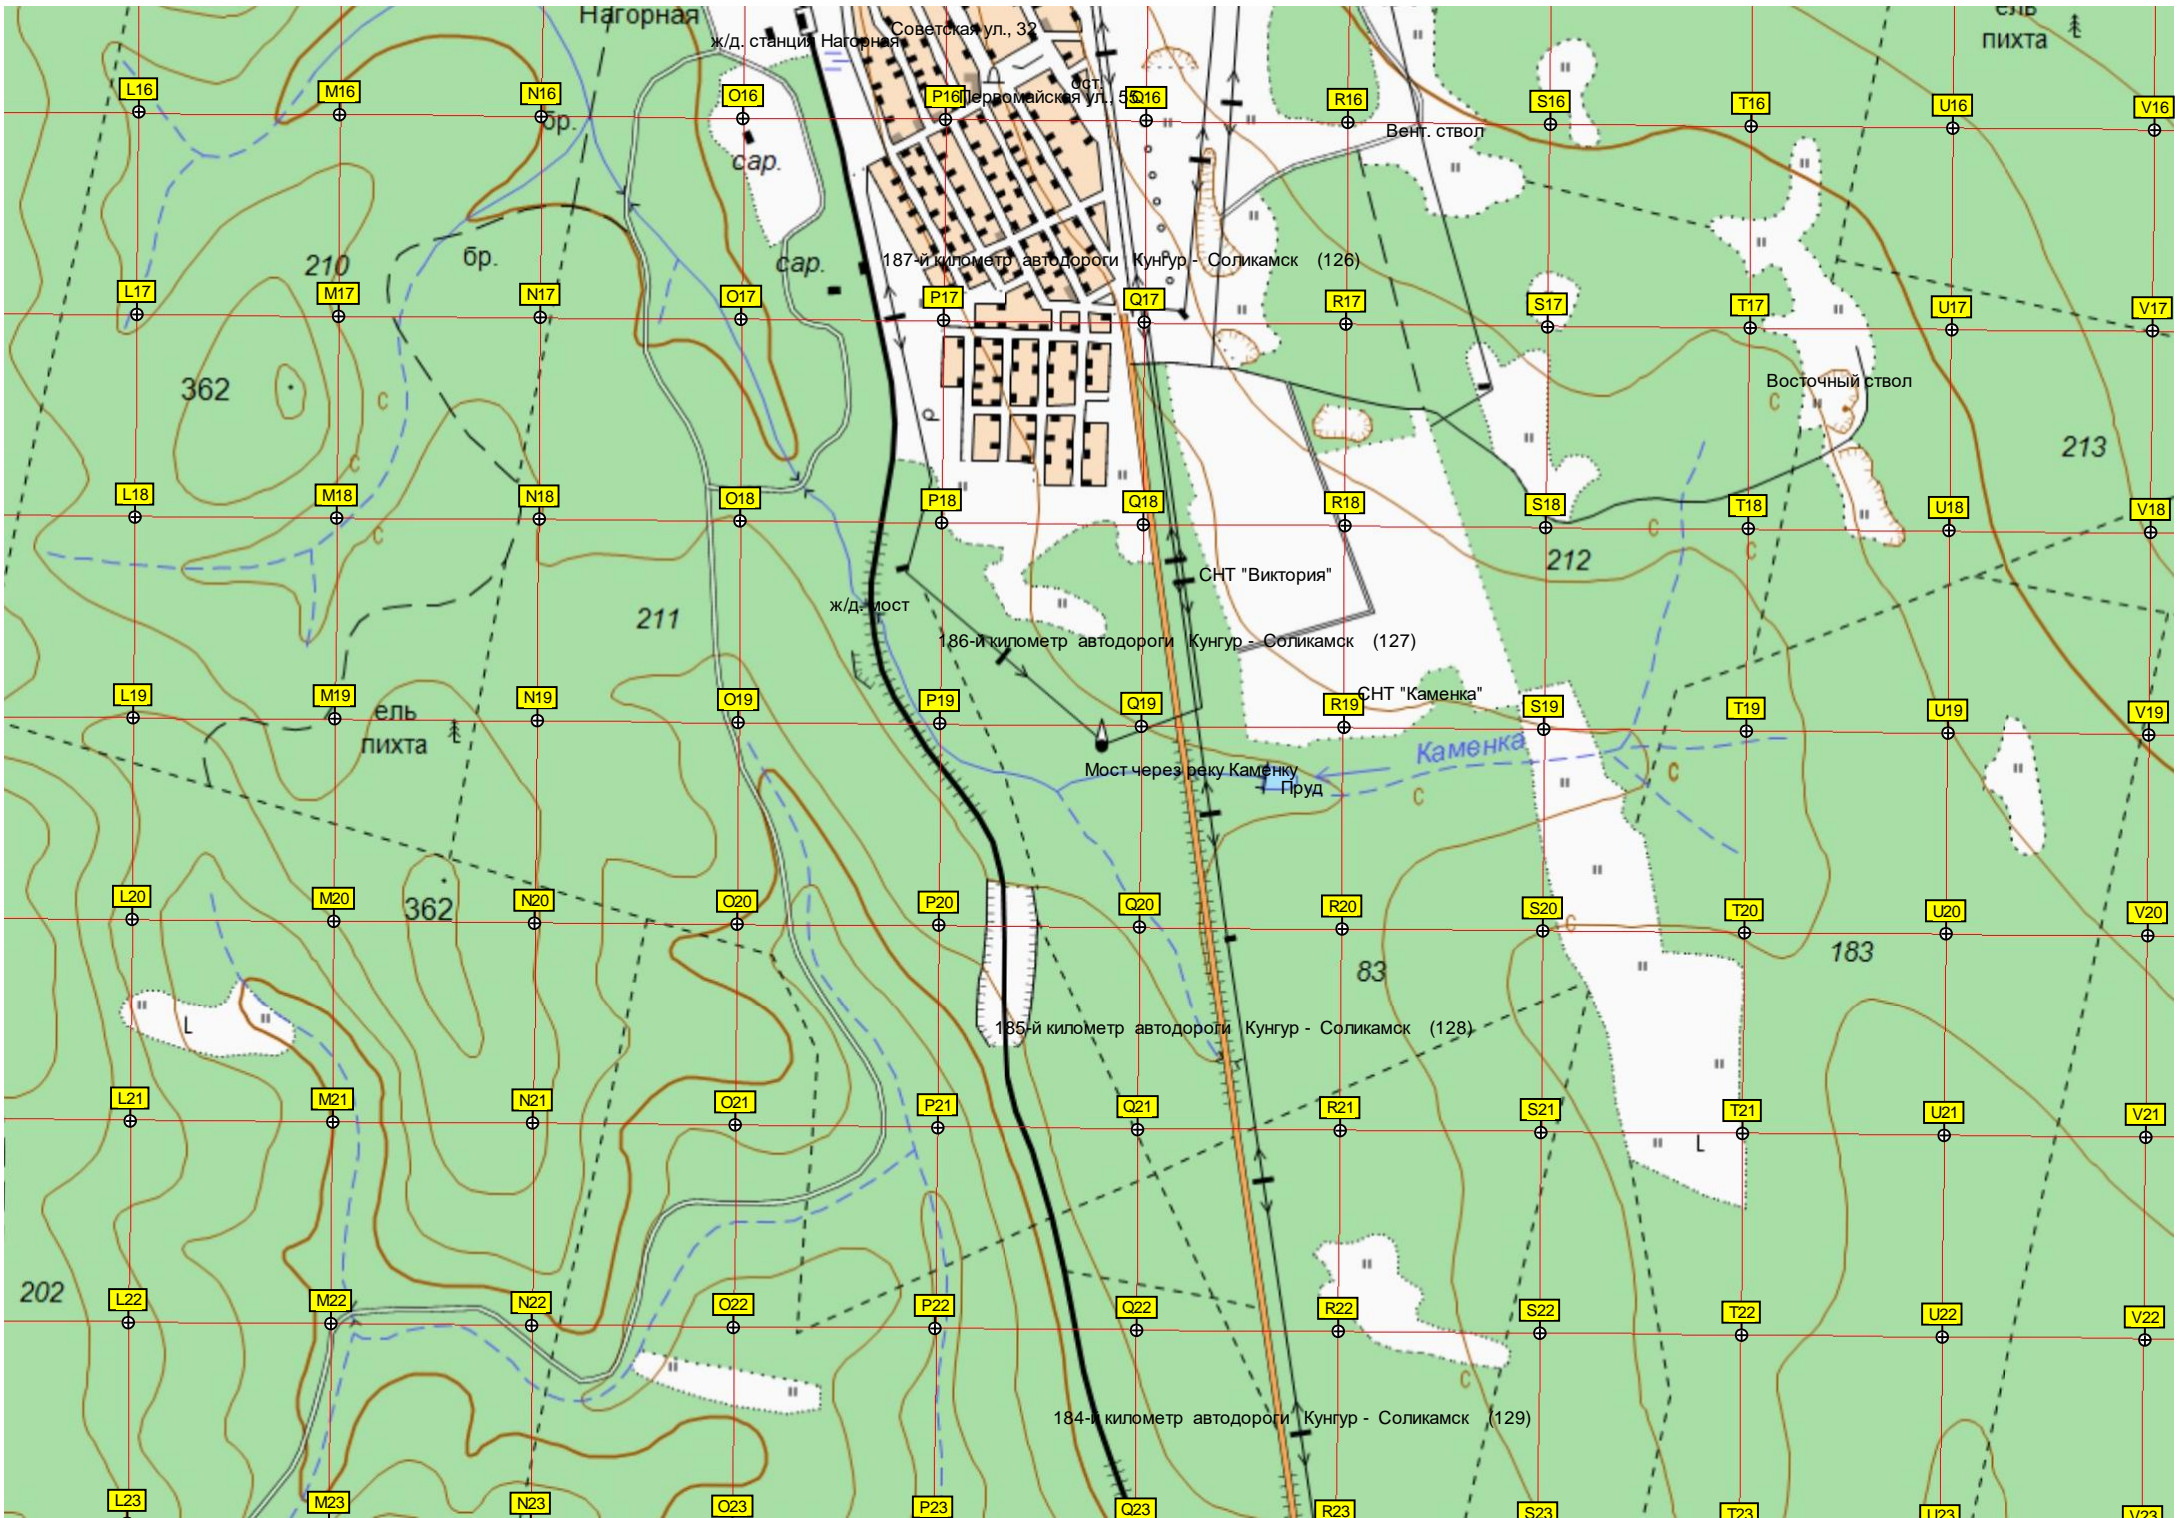 Нагорная
Советская ул., 32
ж/д. станция Нагорная
ель
пихта
L16 M16 N16 O16 P16 Первомайская ул., 55 Q16 R16 S16 T16 U16 V16
ост.
бр.
Вент. ствол
сар.
бр.
210
сар.
187-й километр автодороги Кунгур - Соликамск (126)
L17 M17 N17 O17 P17 Q17 R17 S17 T17 U17 V17
362
С
Восточный ствол
С
213
С
L18 M18 N18 O18 P18 Q18 R18 S18 T18 U18 V18
С
С
С
212
СНТ "Виктория"
ж/д. мост
211
186-й километр автодороги Кунгур - Соликамск (127)
СНТ "Каменка"
L19 M19 N19 O19 P19 Q19 R19 S19 T19 U19 V19
ель
пихта
Каменка
Мост через реку Каменку
Пруд
С
С
L20 M20 N20 O20 P20 Q20 R20 S20 T20 U20 V20
362
С
83
183
L
185-й километр автодороги Кунгур - Соликамск (128)
L21 M21 N21 O21 P21 Q21 R21 S21 T21 U21 V21
L
202
L22 M22 N22 O22 P22 Q22 R22 S22 T22 U22 V22
С
184-й километр автодороги Кунгур - Соликамск (129)
L23 M23 N23 O23 P23 Q23 R23 S23 T23 U23 V23